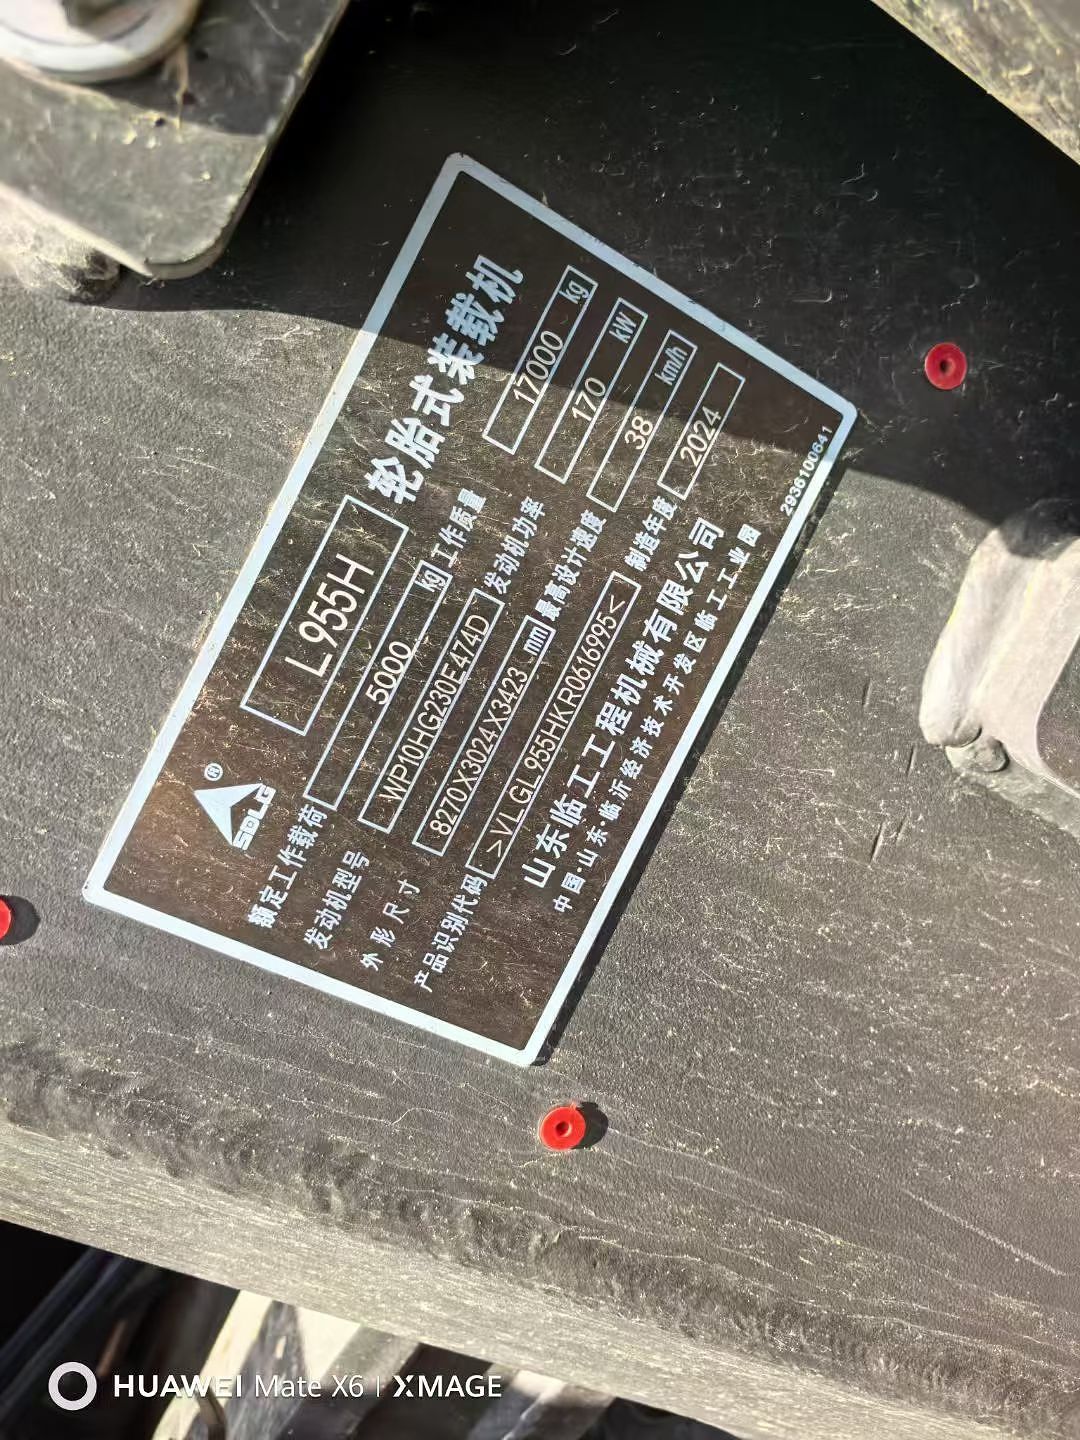 SDLG ®
L955H 轮胎式装载机
额定工作载荷 5000 kg 工作质量 17000 kg
发动机型号 WP10HG230E474D 发动机功率 170 kW
外形尺寸 8270X3024X3423 mm 最高设计速度 38 km/h
产品识别代码 >VLGL955HKR0616995< 制造年度 2024
山东临工工程机械有限公司
中国·山东·临沂经济技术开发区临工工业园
2936100641
HUAWEI Mate X6 | XMAGE